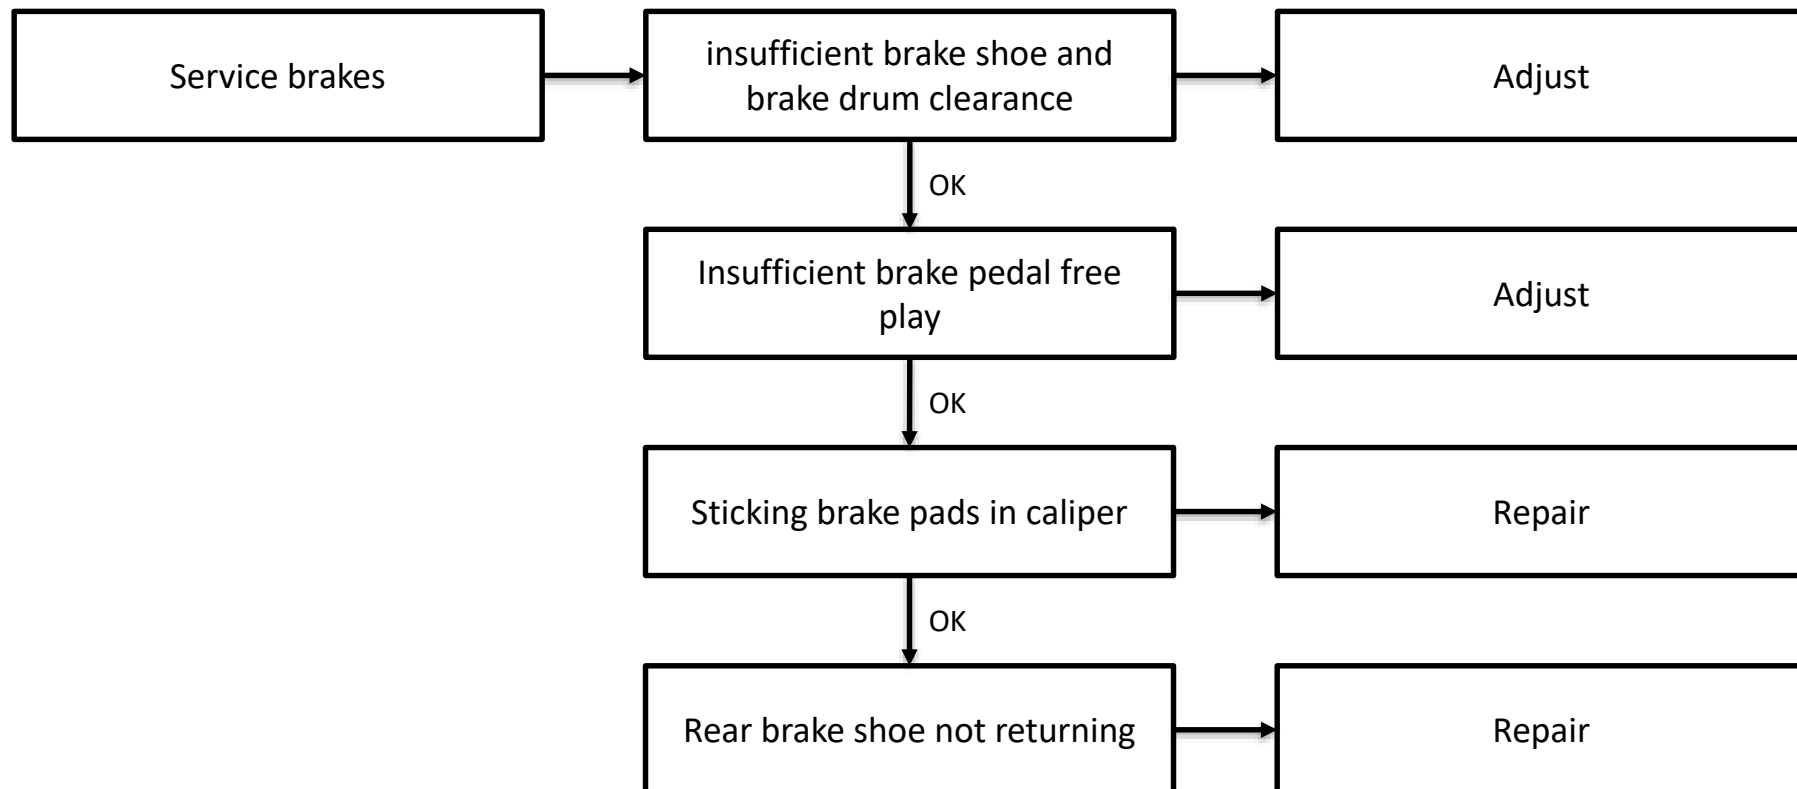 Service brakes
insufficient brake shoe and
brake drum clearance
Adjust
OK
Insufficient brake pedal free
play
Adjust
OK
Sticking brake pads in caliper
Repair
OK
Rear brake shoe not returning
Repair